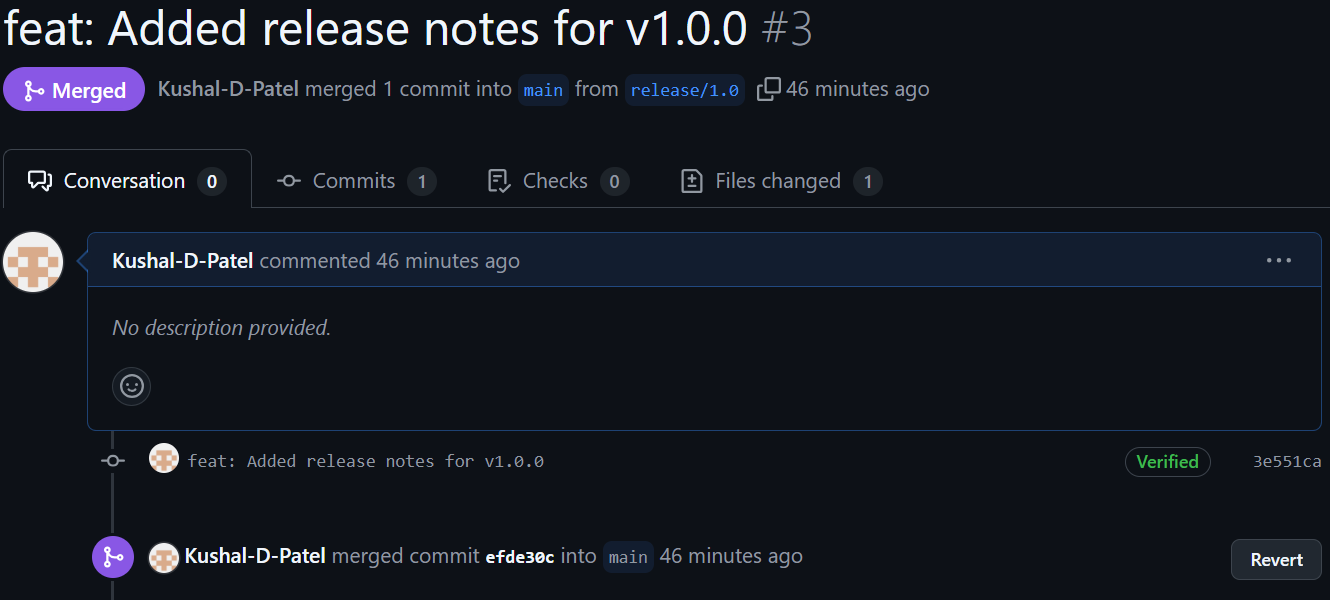 feat: Added release notes for v1.0.0 #3
Merged Kushal-D-Patel merged 1 commit into main from release/1.0 46 minutes ago
Conversation 0 Commits 1 Checks 0 Files changed 1
Kushal-D-Patel commented 46 minutes ago
No description provided.
feat: Added release notes for v1.0.0 Verified 3e551ca
Kushal-D-Patel merged commit efde30c into main 46 minutes ago
Revert